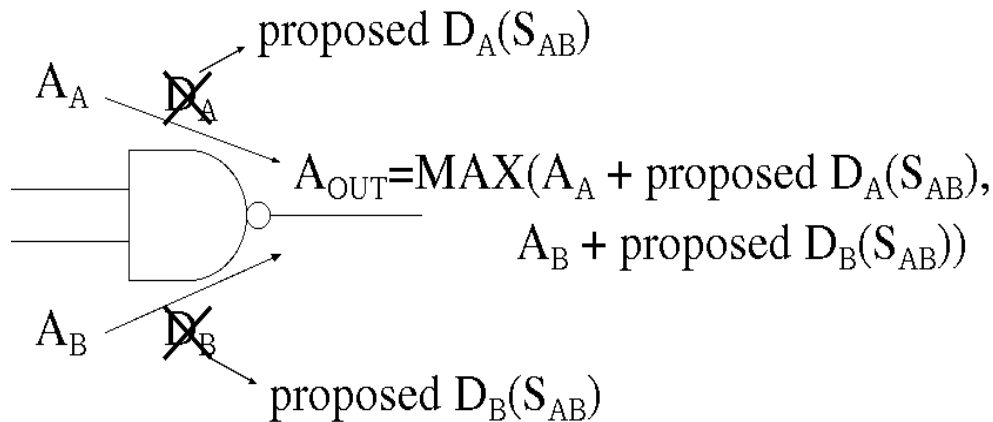 proposed D_A(S_AB)
A_A
D_A
A_OUT=MAX(A_A + proposed D_A(S_AB),
A_B + proposed D_B(S_AB))
A_B
D_B
proposed D_B(S_AB)